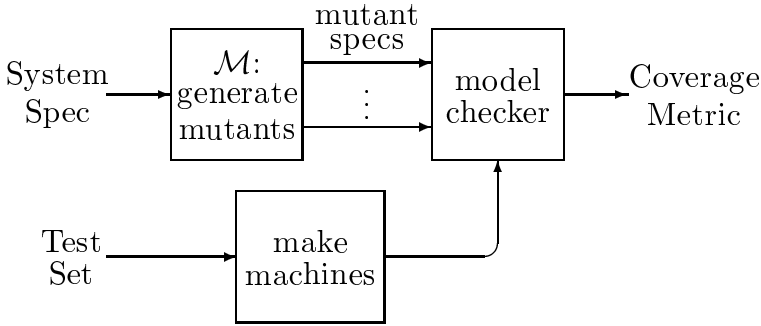 mutant
specs
System
Spec
ℳ:
generate
mutants
⋮
model
checker
Coverage
Metric
Test
Set
make
machines